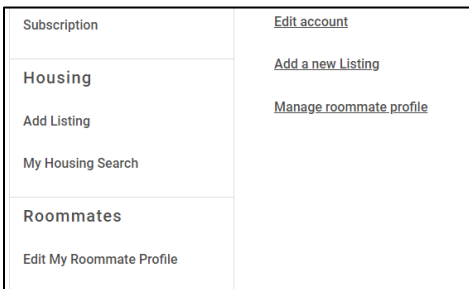 Subscription
Housing
Add Listing
My Housing Search
Roommates
Edit My Roommate Profile
Edit account
Add a new Listing
Manage roommate profile